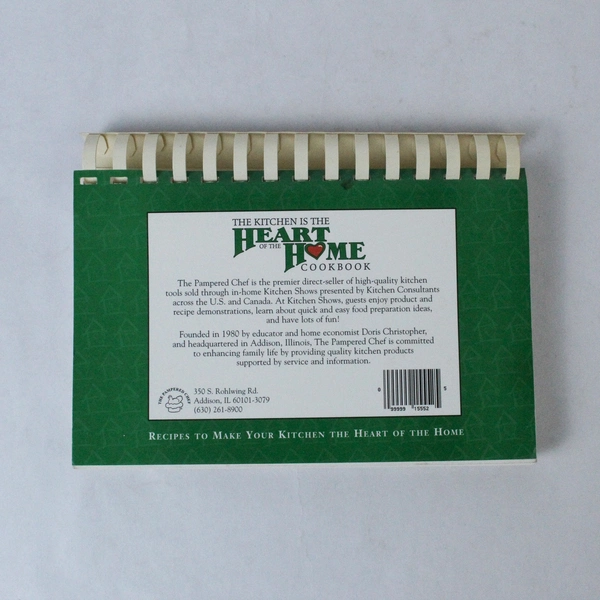 THE KITCHEN IS THE
HEART
OF THE HOME
COOKBOOK
The Pampered Chef is the premier direct-seller of high-quality kitchen
tools sold through in-home Kitchen Shows presented by Kitchen Consultants
across the U.S. and Canada. At Kitchen Shows, guests enjoy product and
recipe demonstrations, learn about quick and easy food preparation ideas,
and have lots of fun!
Founded in 1980 by educator and home economist Doris Christopher,
and headquartered in Addison, Illinois, The Pampered Chef is committed
to enhancing family life by providing quality kitchen products
supported by service and information.
THE PAMPERED CHEF
350 S. Rohlwing Rd.
Addison, IL 60101-3079
(630) 261-8900
RECIPES TO MAKE YOUR KITCHEN THE HEART OF THE HOME